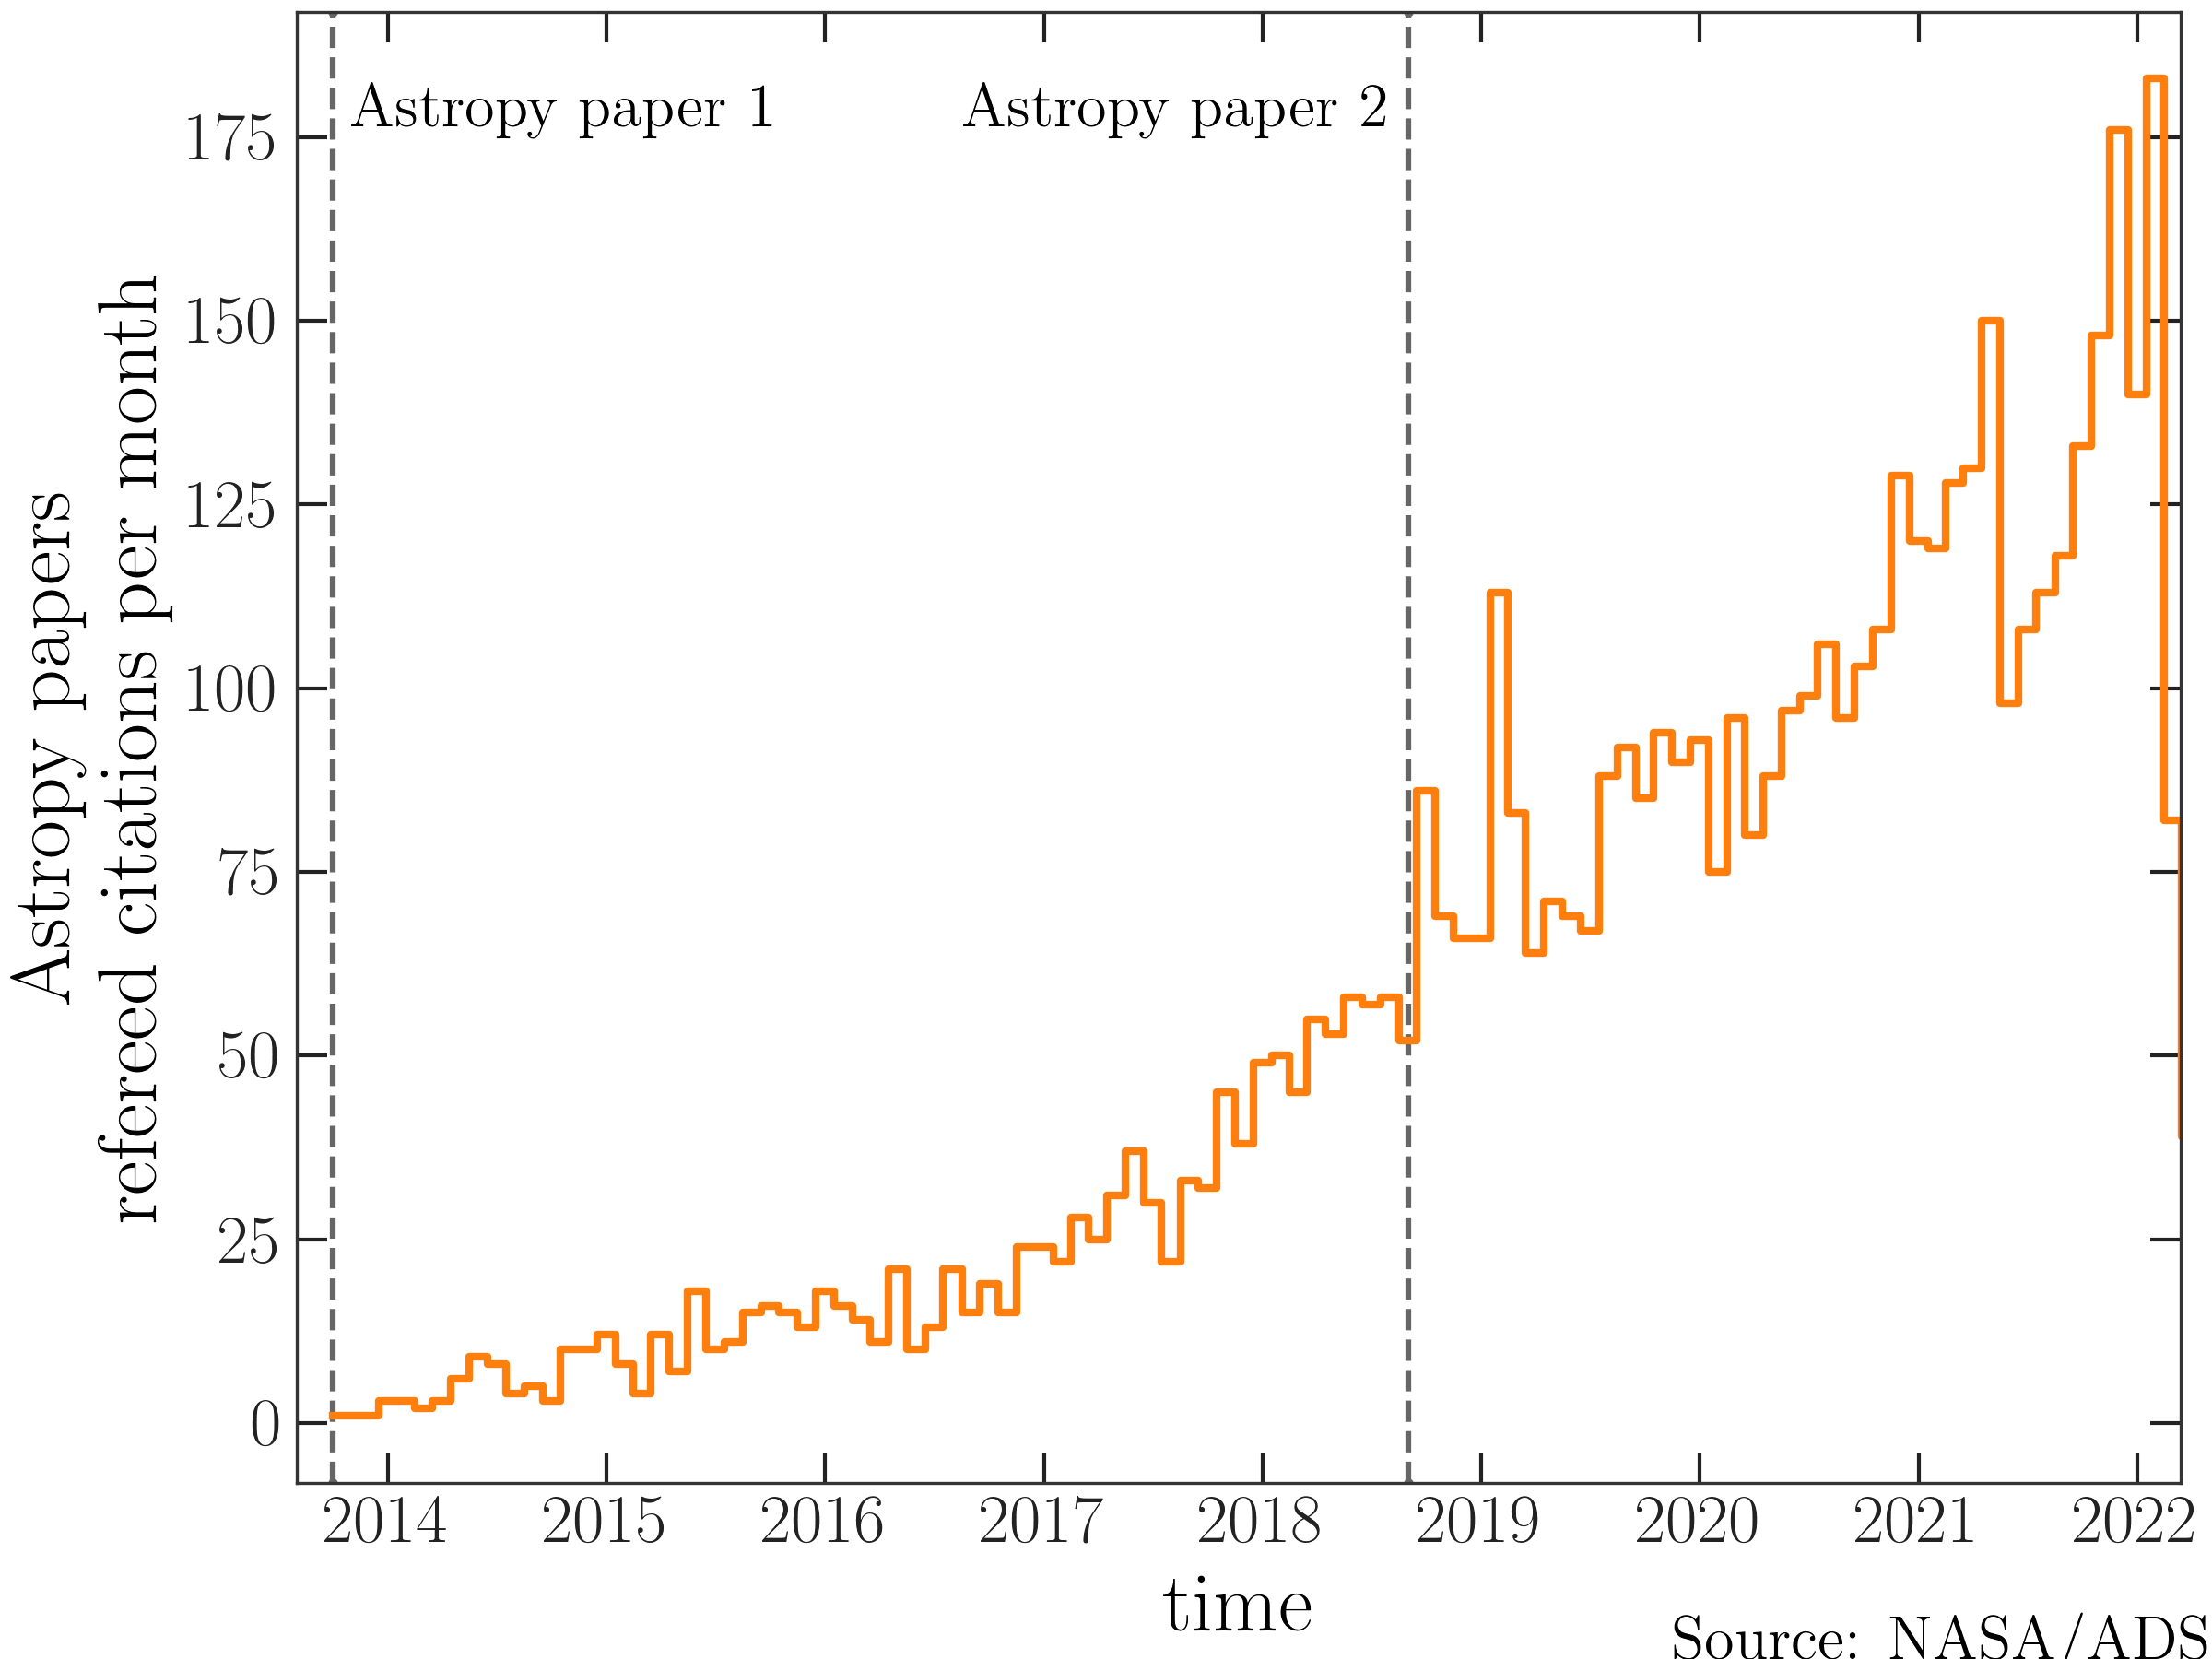 Astropy paper 1
Astropy paper 2
Astropy papers
refereed citations per month
175
150
125
100
75
50
25
0
2014
2015
2016
2017
2018
2019
2020
2021
2022
time
Source: NASA/ADS